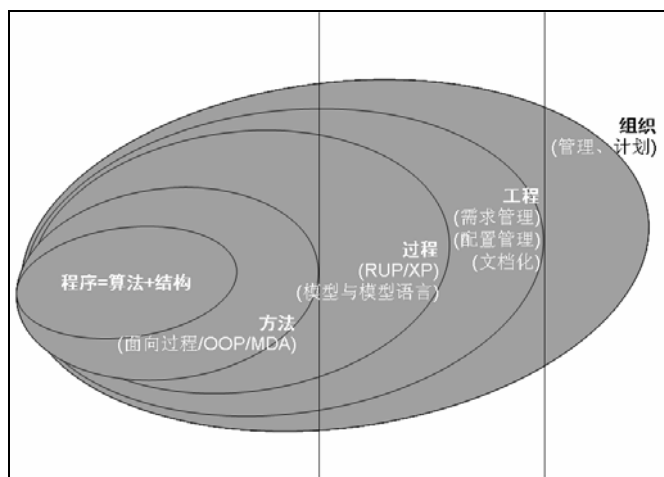 组织
(管理、计划)
工程
(需求管理)
(配置管理)
(文档化)
过程
(RUP/XP)
(模型与模型语言)
程序=算法+结构
方法
(面向过程/OOP/MDA)